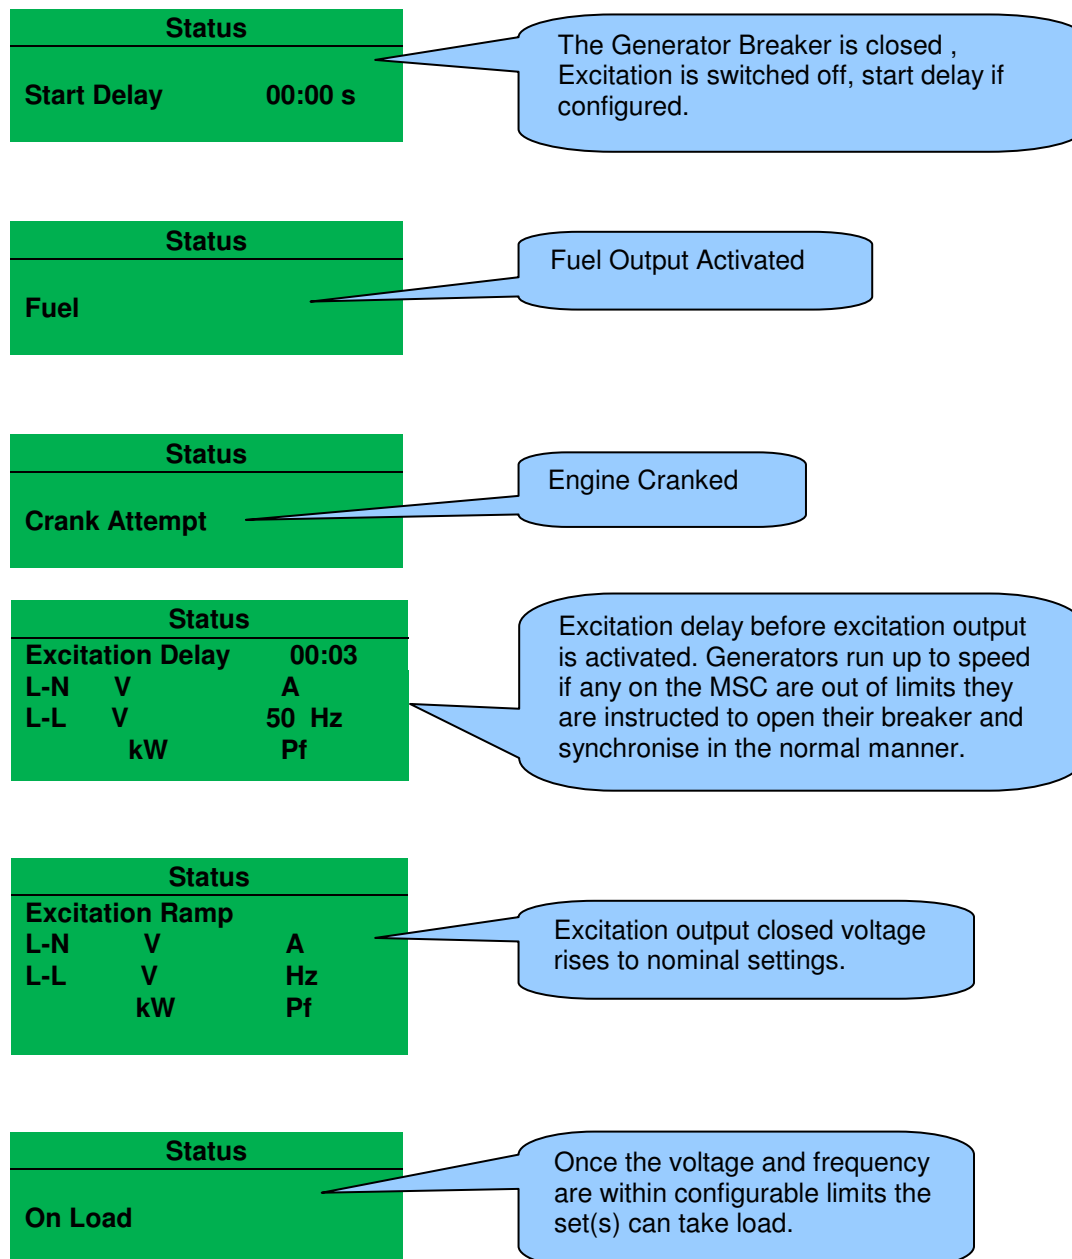 Status
Start Delay 00:00 s
The Generator Breaker is closed ,
Excitation is switched off, start delay if
configured.
Status
Fuel
Fuel Output Activated
Status
Crank Attempt
Engine Cranked
Status
Excitation Delay 00:03
L-N V A
L-L V 50 Hz
kW Pf
Excitation delay before excitation output
is activated. Generators run up to speed
if any on the MSC are out of limits they
are instructed to open their breaker and
synchronise in the normal manner.
Status
Excitation Ramp
L-N V A
L-L V Hz
kW Pf
Excitation output closed voltage
rises to nominal settings.
Status
On Load
Once the voltage and frequency
are within configurable limits the
set(s) can take load.